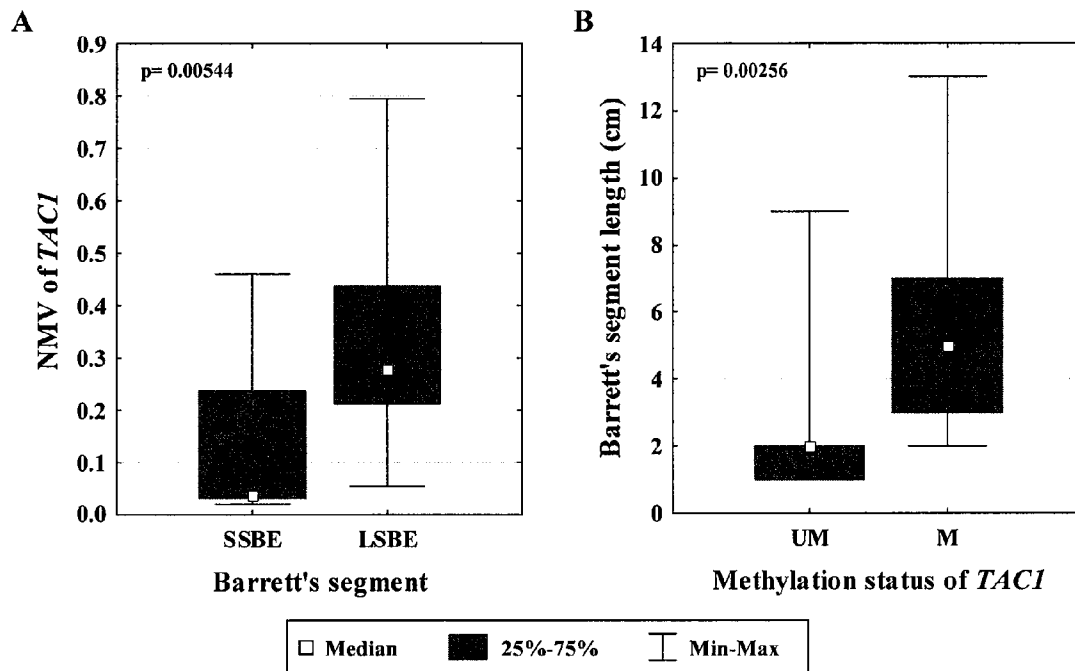 A
p= 0.00544
NMV of TAC1
0.9
0.8
0.7
0.6
0.5
0.4
0.3
0.2
0.1
0.0
SSBE LSBE
Barrett's segment
B
p= 0.00256
Barrett's segment length (cm)
14
12
10
8
6
4
2
0
UM M
Methylation status of TAC1
Median 25%-75% Min-Max